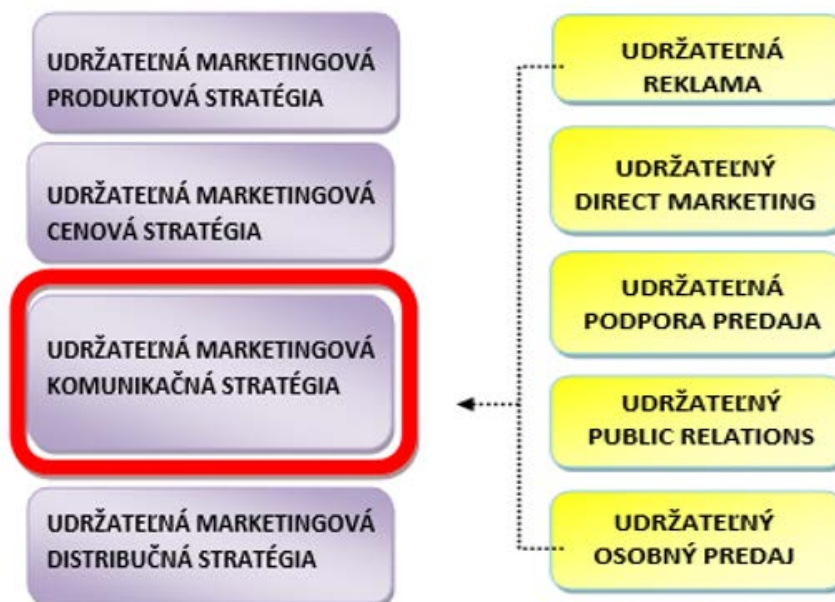 UDRŽATEĽNÁ MARKETINGOVÁ
PRODUKTOVÁ STRATÉGIA
UDRŽATEĽNÁ MARKETINGOVÁ
CENOVÁ STRATÉGIA
UDRŽATEĽNÁ MARKETINGOVÁ
KOMUNIKAČNÁ STRATÉGIA
UDRŽATEĽNÁ MARKETINGOVÁ
DISTRIBUČNÁ STRATÉGIA
UDRŽATEĽNÁ
REKLAMA
UDRŽATEĽNÝ
DIRECT MARKETING
UDRŽATEĽNÁ
PODPORA PREDAJA
UDRŽATEĽNÝ
PUBLIC RELATIONS
UDRŽATEĽNÝ
OSOBNÝ PREDAJ